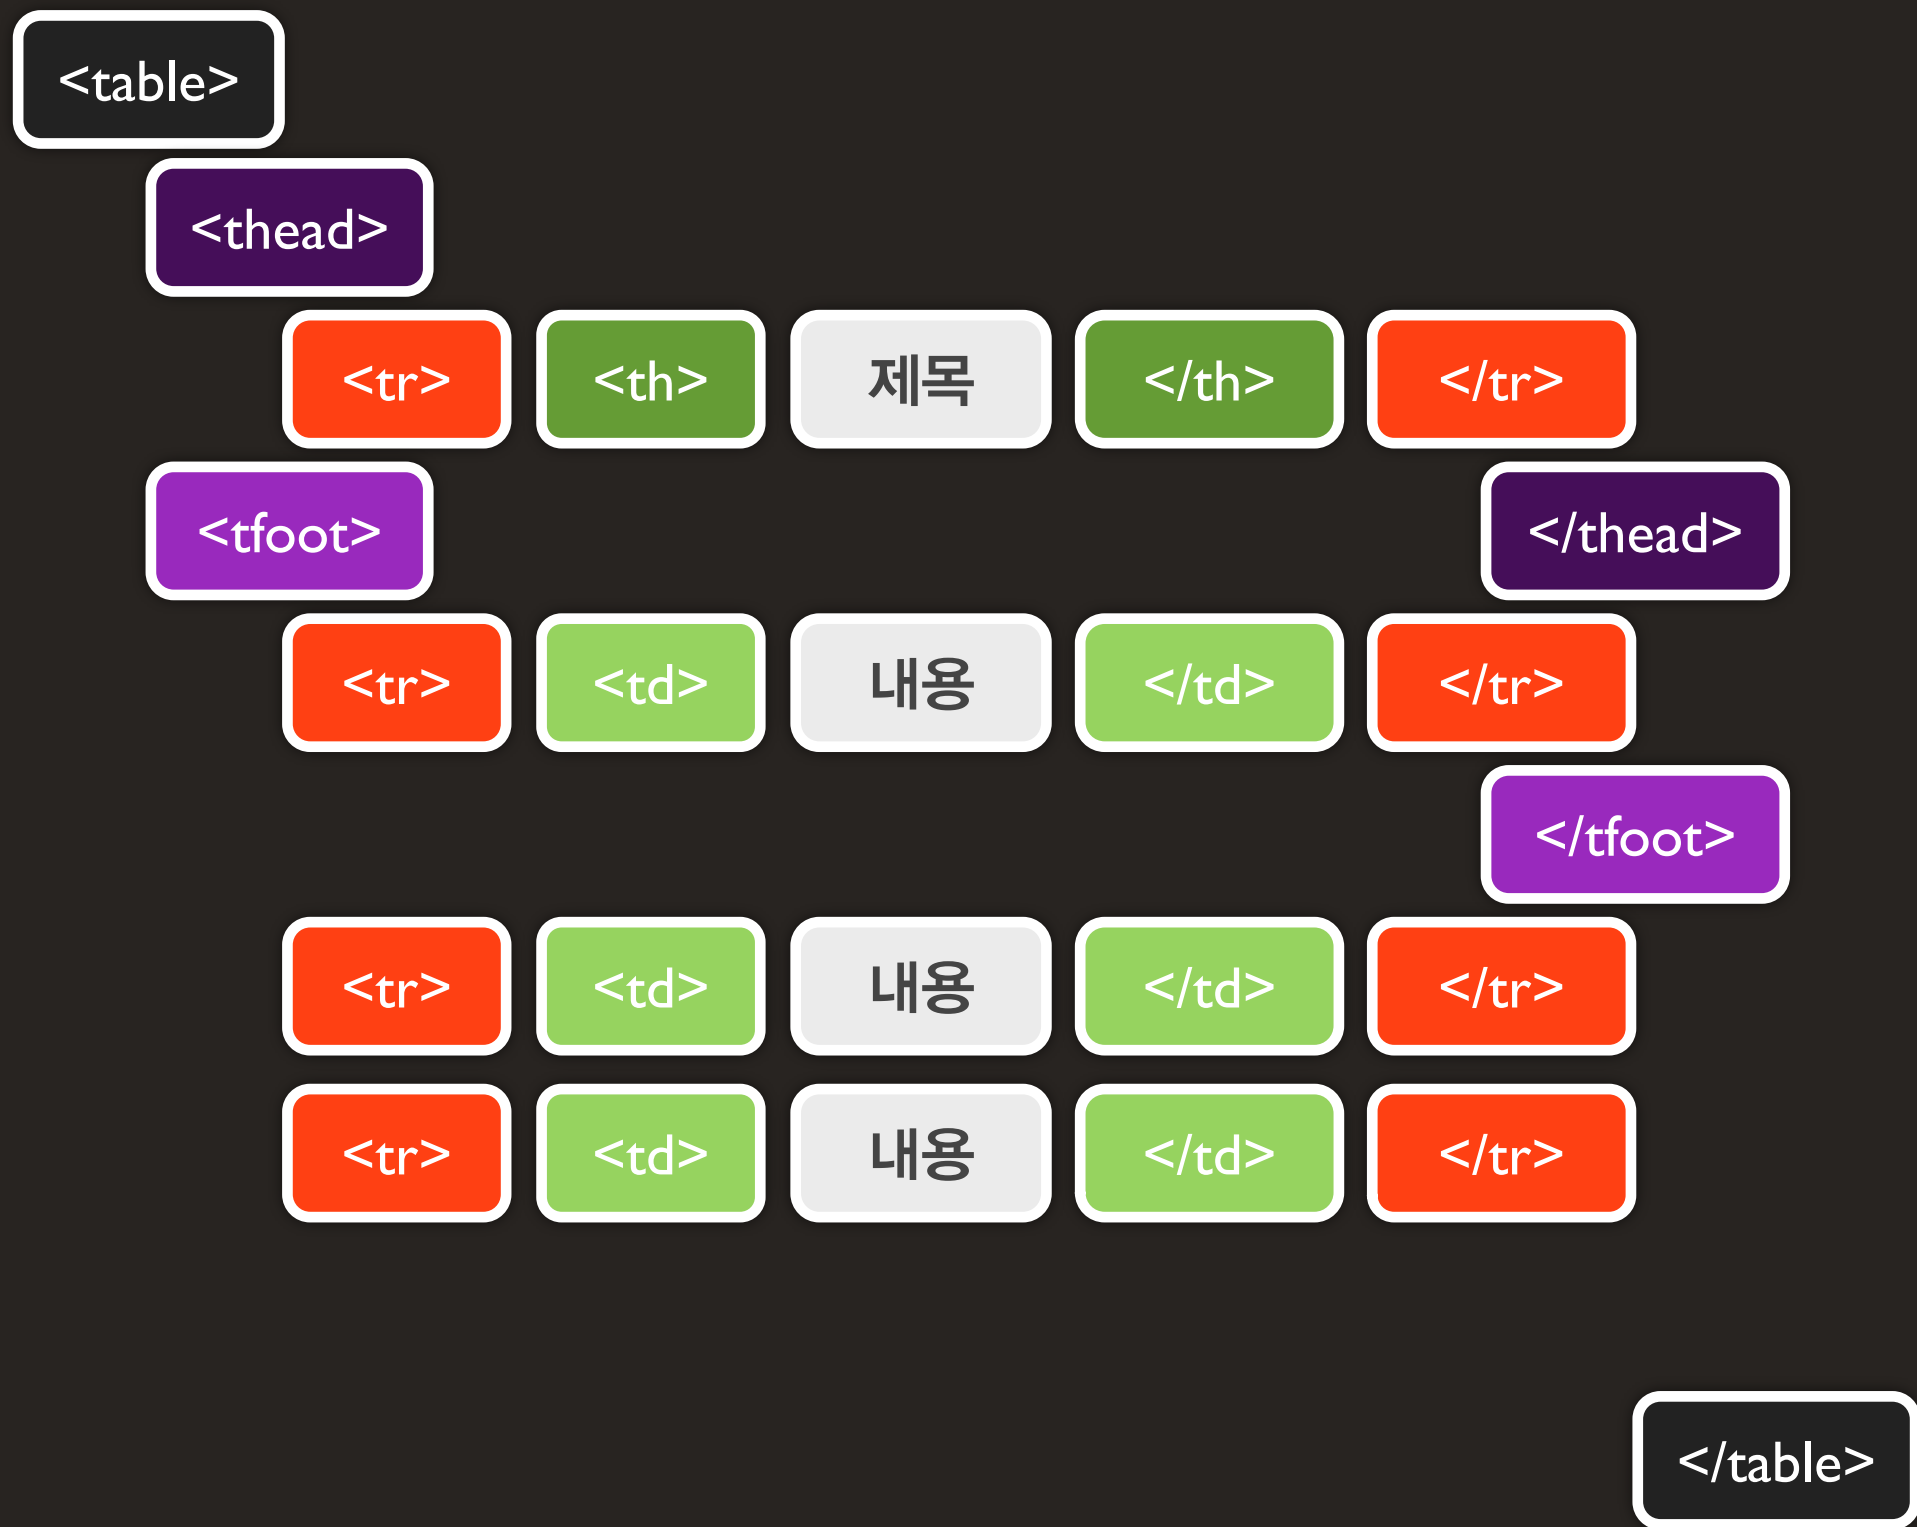 <table>
<thead>
<tr> <th> 제목 </th> </tr>
<tfoot> </thead>
<tr> <td> 내용 </td> </tr>
</tfoot>
<tr> <td> 내용 </td> </tr>
<tr> <td> 내용 </td> </tr>
</table>